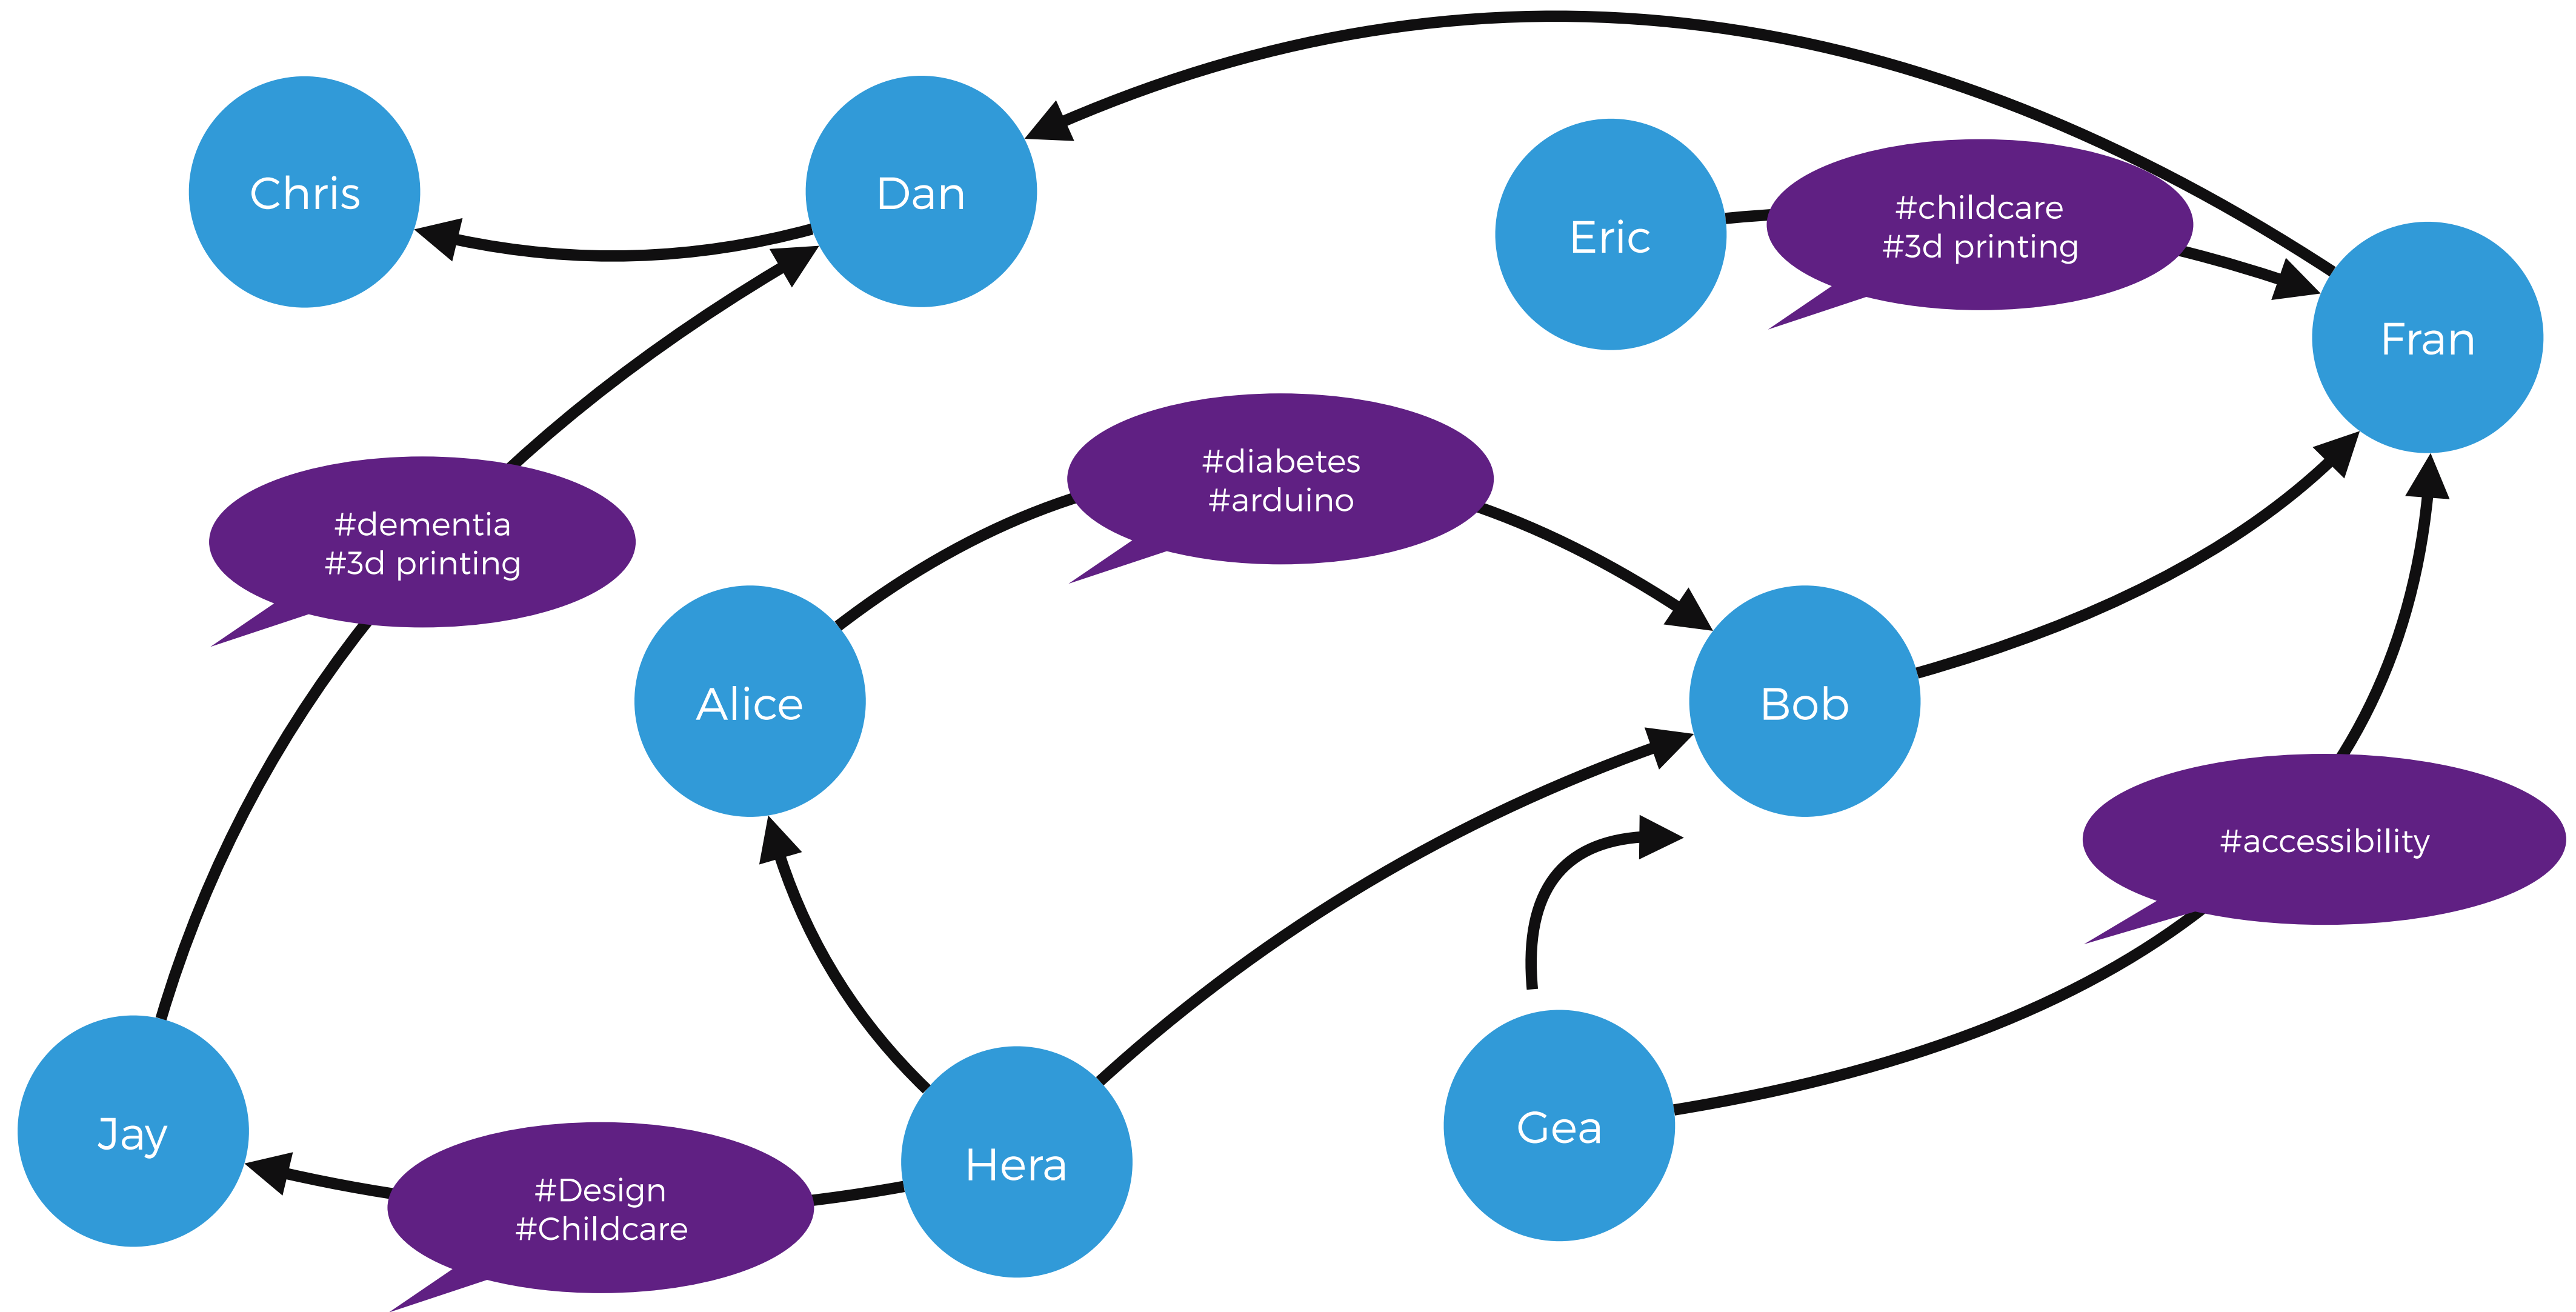 Chris
Dan
Eric
#childcare
#3d printing
Fran
#dementia
#3d printing
#diabetes
#arduino
Alice
Bob
#accessibility
Jay
Hera
Gea
#Design
#Childcare